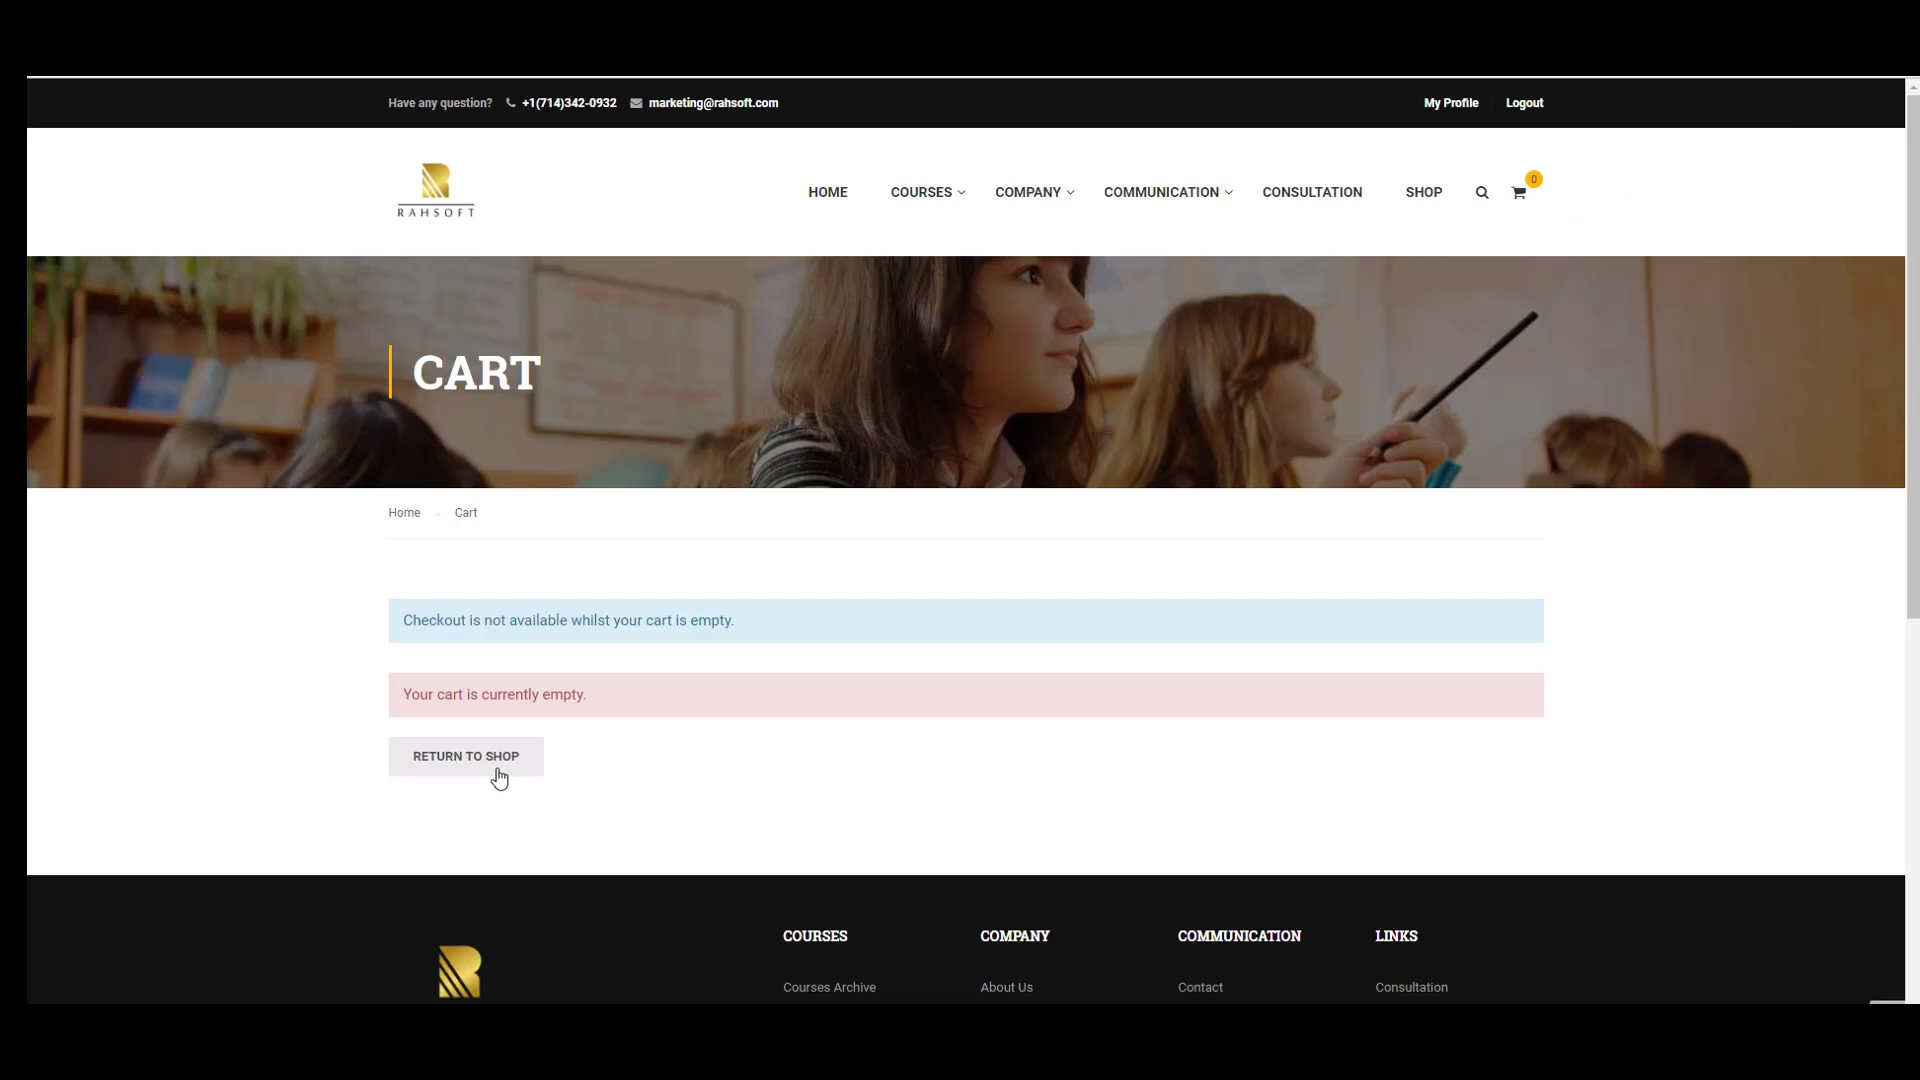 Have any question? +1(714)342-0932 marketing@rahsoft.com My Profile Logout
RAHSOFT
HOME COURSES COMPANY COMMUNICATION CONSULTATION SHOP 0
CART
Home Cart
Checkout is not available whilst your cart is empty.
Your cart is currently empty.
RETURN TO SHOP
COURSES COMPANY COMMUNICATION LINKS
Courses Archive About Us Contact Consultation